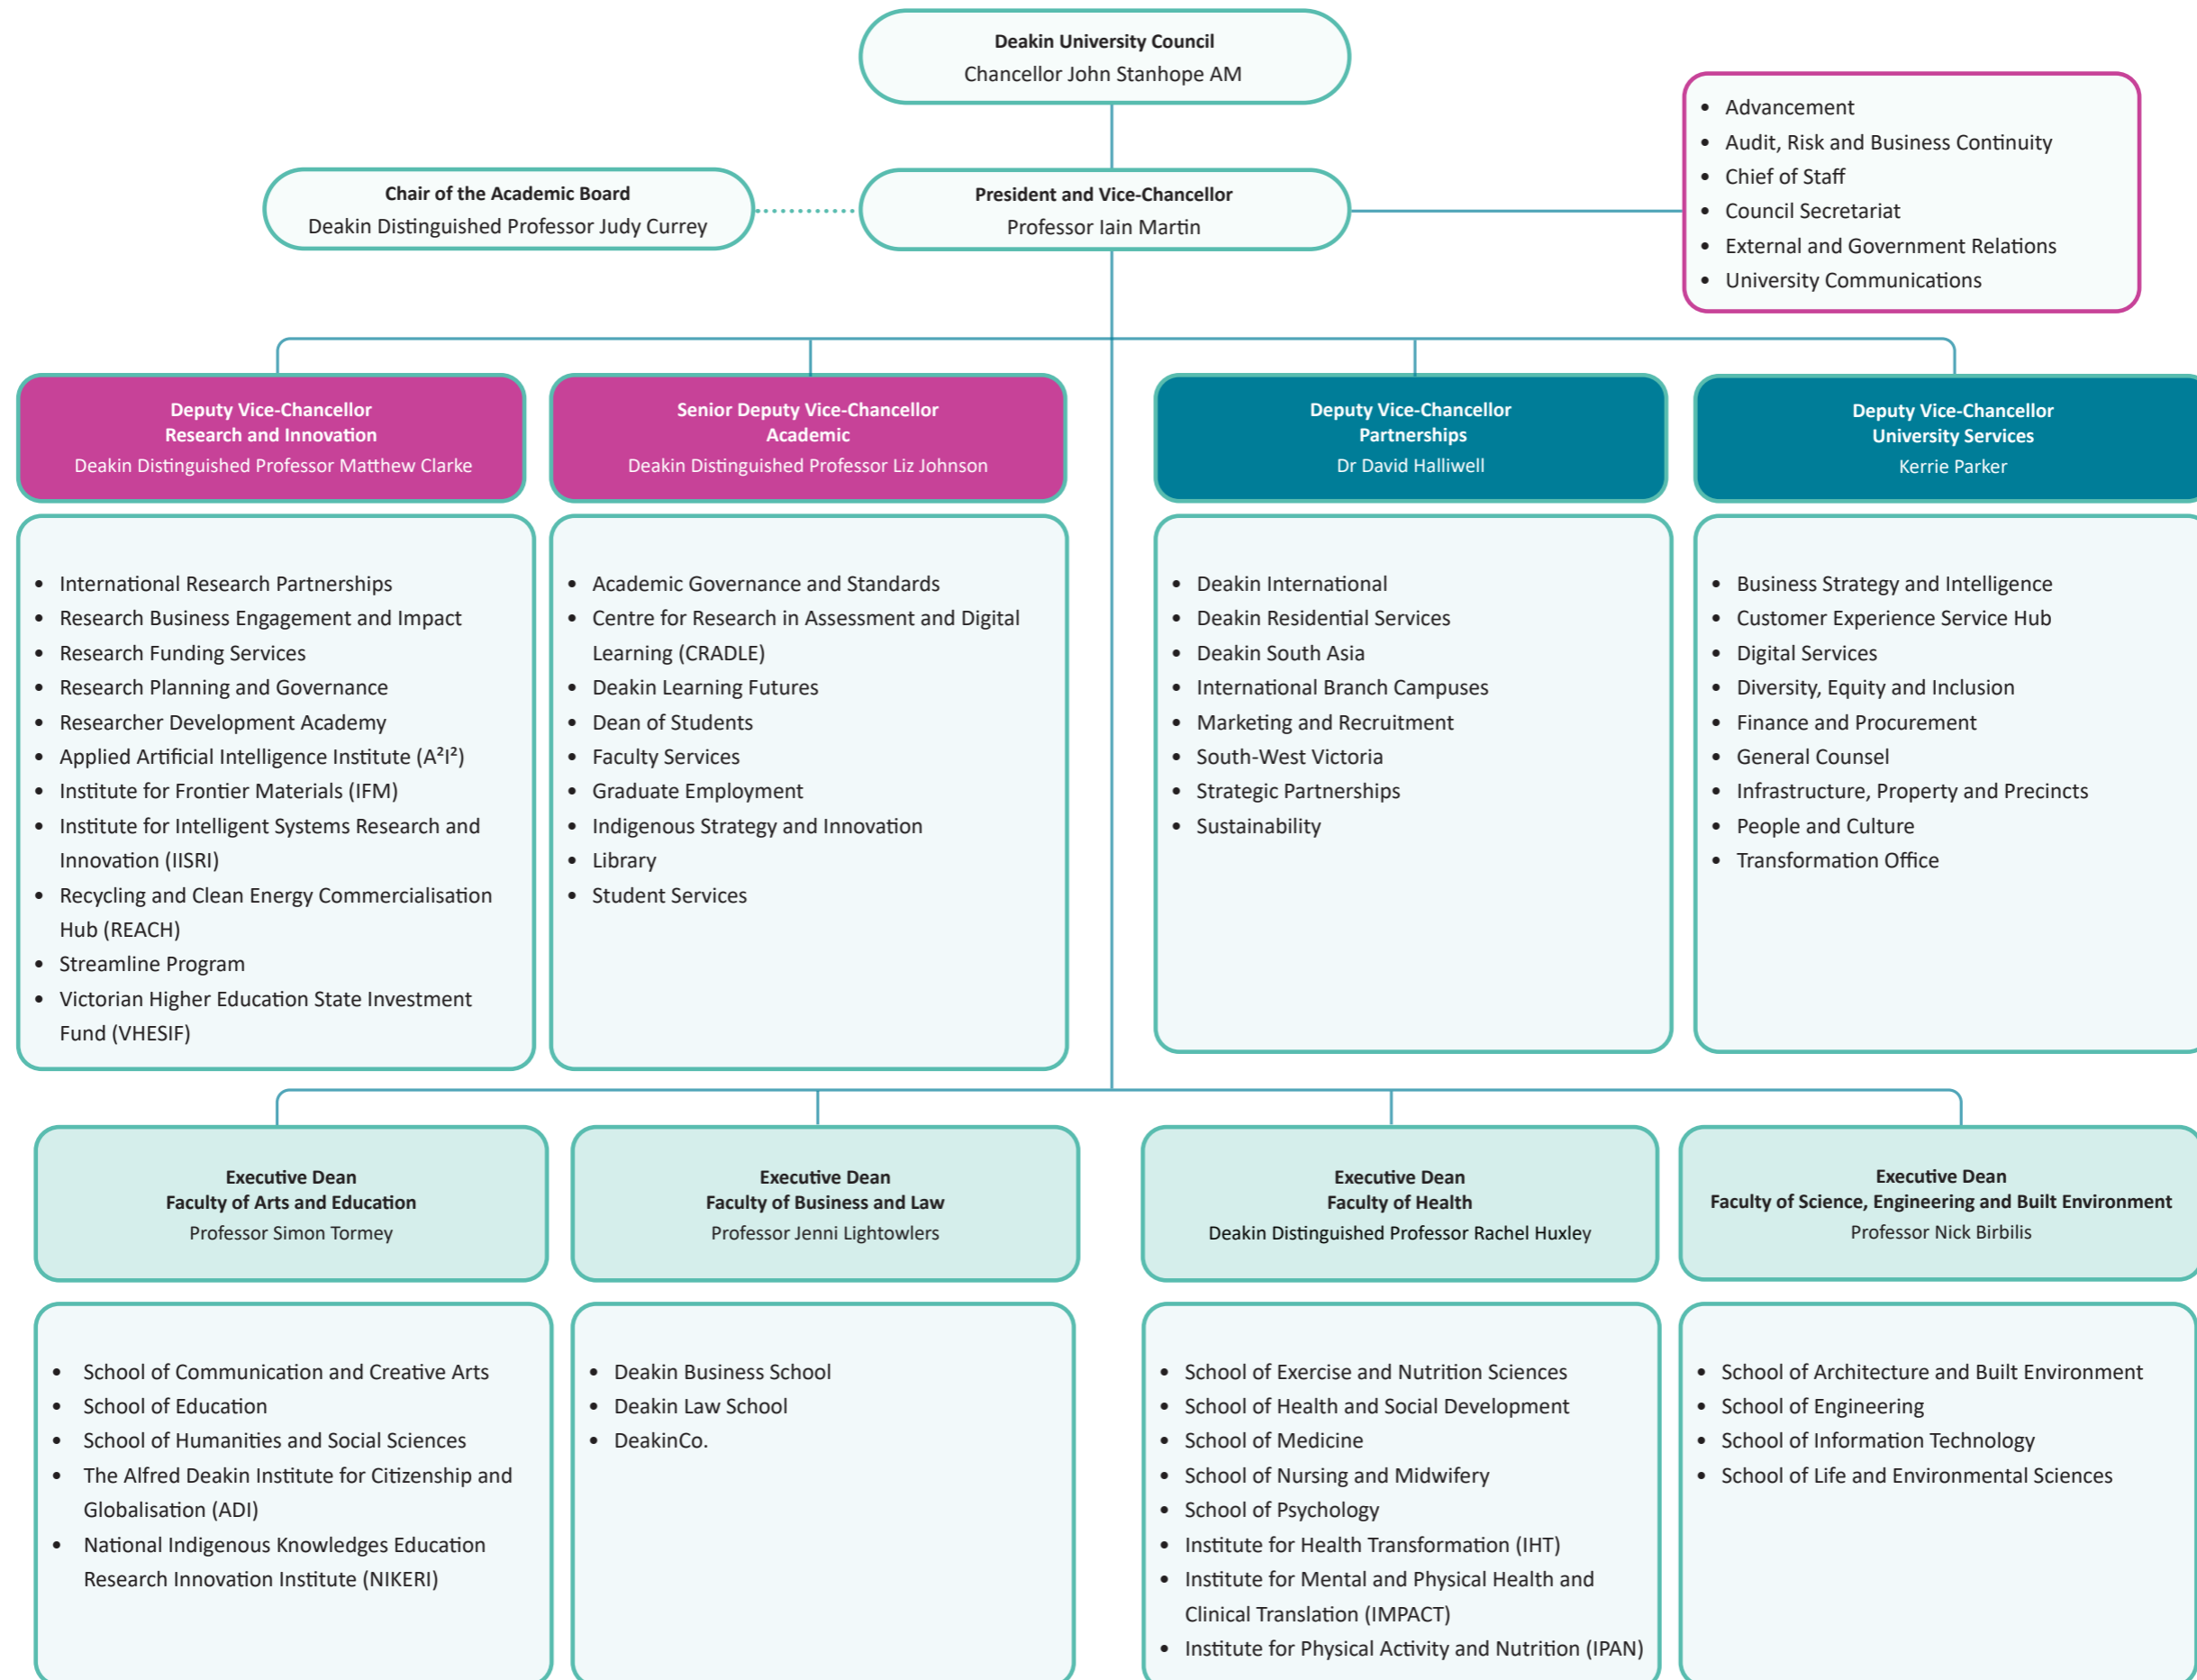 Deakin University Council
Chancellor John Stanhope AM
• Advancement
• Audit, Risk and Business Continuity
• Chief of Staff
• Council Secretariat
• External and Government Relations
• University Communications
Chair of the Academic Board
Deakin Distinguished Professor Judy Currey
President and Vice-Chancellor
Professor Iain Martin
Deputy Vice-Chancellor
Research and Innovation
Deakin Distinguished Professor Matthew Clarke
Senior Deputy Vice-Chancellor
Academic
Deakin Distinguished Professor Liz Johnson
Deputy Vice-Chancellor
Partnerships
Dr David Halliwell
Deputy Vice-Chancellor
University Services
Kerrie Parker
• International Research Partnerships
• Research Business Engagement and Impact
• Research Funding Services
• Research Planning and Governance
• Researcher Development Academy
• Applied Artificial Intelligence Institute (A²I²)
• Institute for Frontier Materials (IFM)
• Institute for Intelligent Systems Research and
Innovation (IISRI)
• Recycling and Clean Energy Commercialisation
Hub (REACH)
• Streamline Program
• Victorian Higher Education State Investment
Fund (VHESIF)
• Academic Governance and Standards
• Centre for Research in Assessment and Digital
Learning (CRADLE)
• Deakin Learning Futures
• Dean of Students
• Faculty Services
• Graduate Employment
• Indigenous Strategy and Innovation
• Library
• Student Services
• Deakin International
• Deakin Residential Services
• Deakin South Asia
• International Branch Campuses
• Marketing and Recruitment
• South-West Victoria
• Strategic Partnerships
• Sustainability
• Business Strategy and Intelligence
• Customer Experience Service Hub
• Digital Services
• Diversity, Equity and Inclusion
• Finance and Procurement
• General Counsel
• Infrastructure, Property and Precincts
• People and Culture
• Transformation Office
Executive Dean
Faculty of Arts and Education
Professor Simon Tormey
Executive Dean
Faculty of Business and Law
Professor Jenni Lightowlers
Executive Dean
Faculty of Health
Deakin Distinguished Professor Rachel Huxley
Executive Dean
Faculty of Science, Engineering and Built Environment
Professor Nick Birbilis
• School of Communication and Creative Arts
• School of Education
• School of Humanities and Social Sciences
• The Alfred Deakin Institute for Citizenship and
Globalisation (ADI)
• National Indigenous Knowledges Education
Research Innovation Institute (NIKERI)
• Deakin Business School
• Deakin Law School
• DeakinCo.
• School of Exercise and Nutrition Sciences
• School of Health and Social Development
• School of Medicine
• School of Nursing and Midwifery
• School of Psychology
• Institute for Health Transformation (IHT)
• Institute for Mental and Physical Health and
Clinical Translation (IMPACT)
• Institute for Physical Activity and Nutrition (IPAN)
• School of Architecture and Built Environment
• School of Engineering
• School of Information Technology
• School of Life and Environmental Sciences